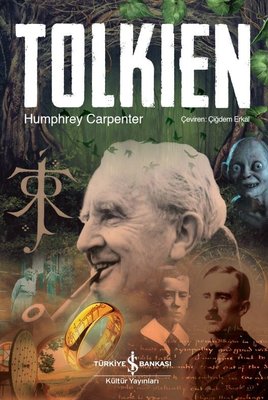 TOLKIEN
Humphrey Carpenter
Çeviren: Çiğdem Erkal
TÜRKİYE İŞ BANKASI
Kültür Yayınları